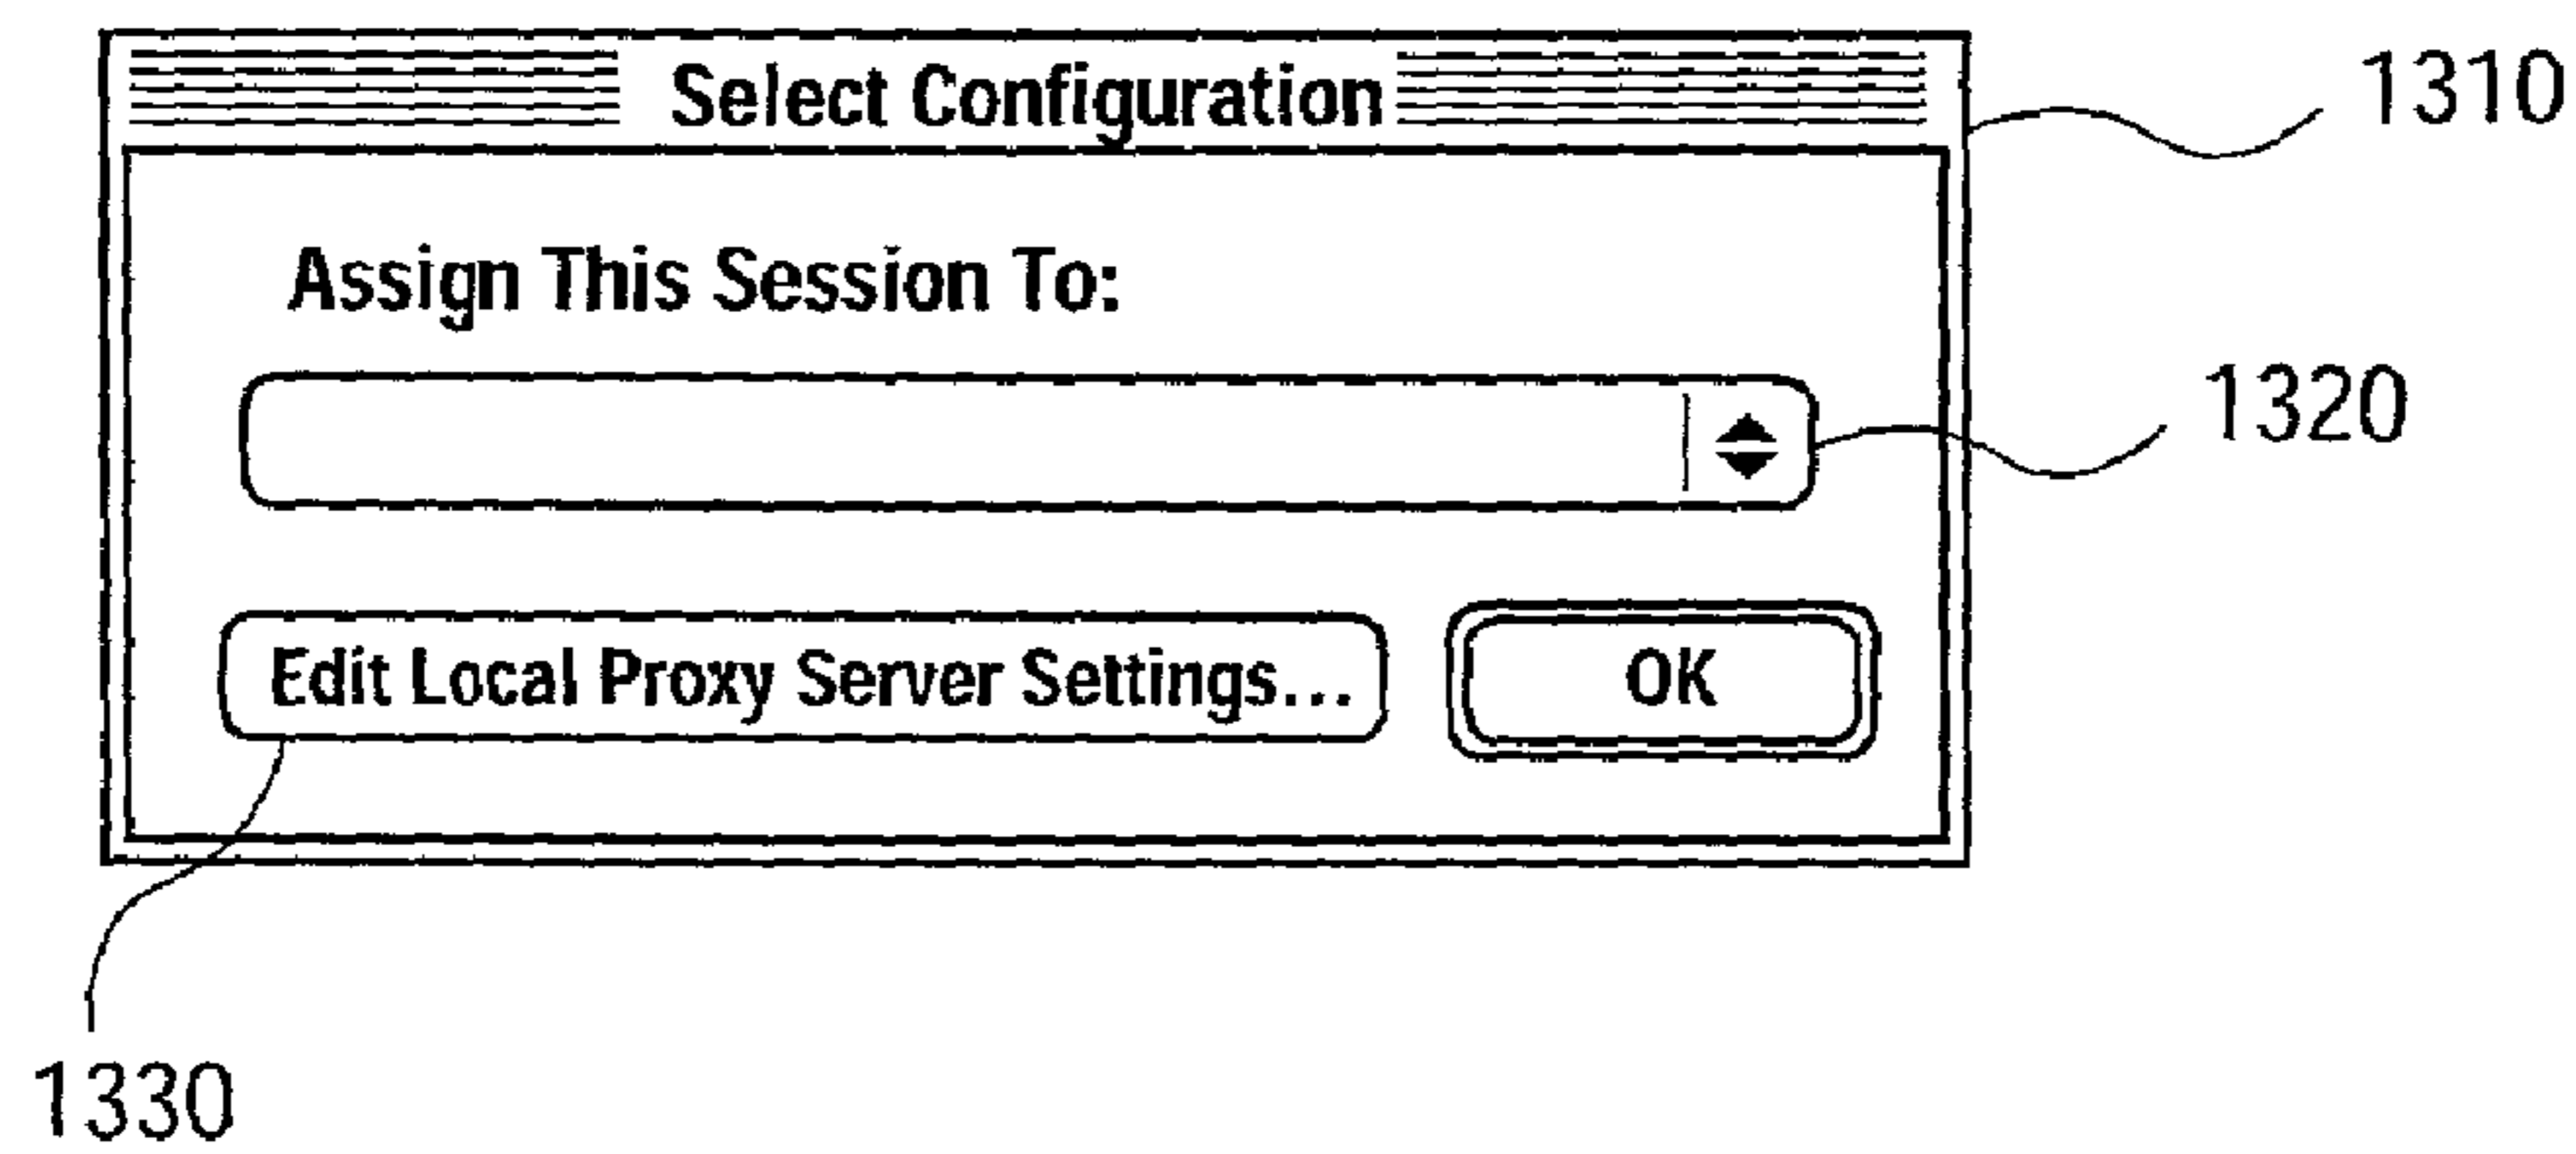 Select Configuration
1310
Assign This Session To:
1320
Edit Local Proxy Server Settings...
OK
1330